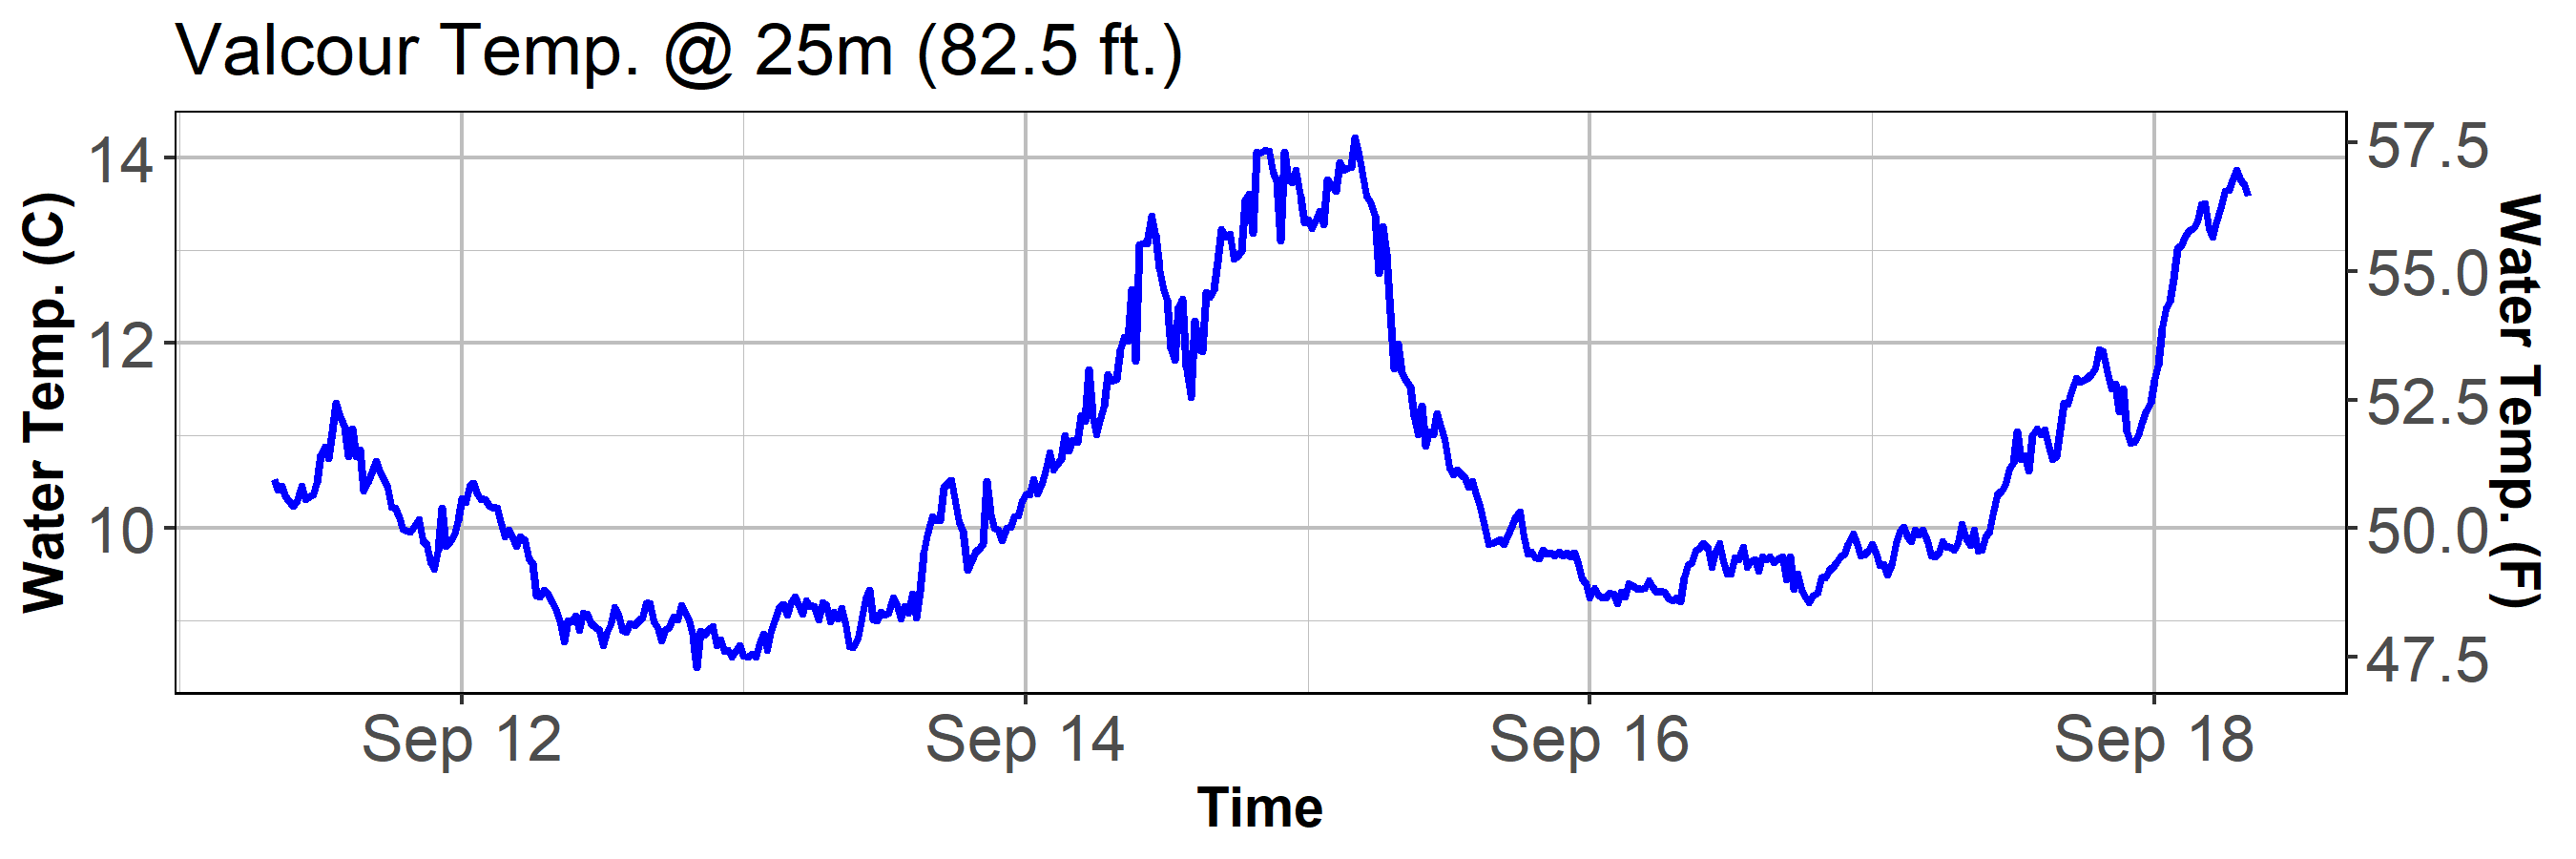 Valcour Temp. @ 25m (82.5 ft.)
Water Temp. (C)
14
12
10
57.5
55.0
52.5
50.0
47.5
Water Temp. (F)
Sep 12 Sep 14 Sep 16 Sep 18
Time